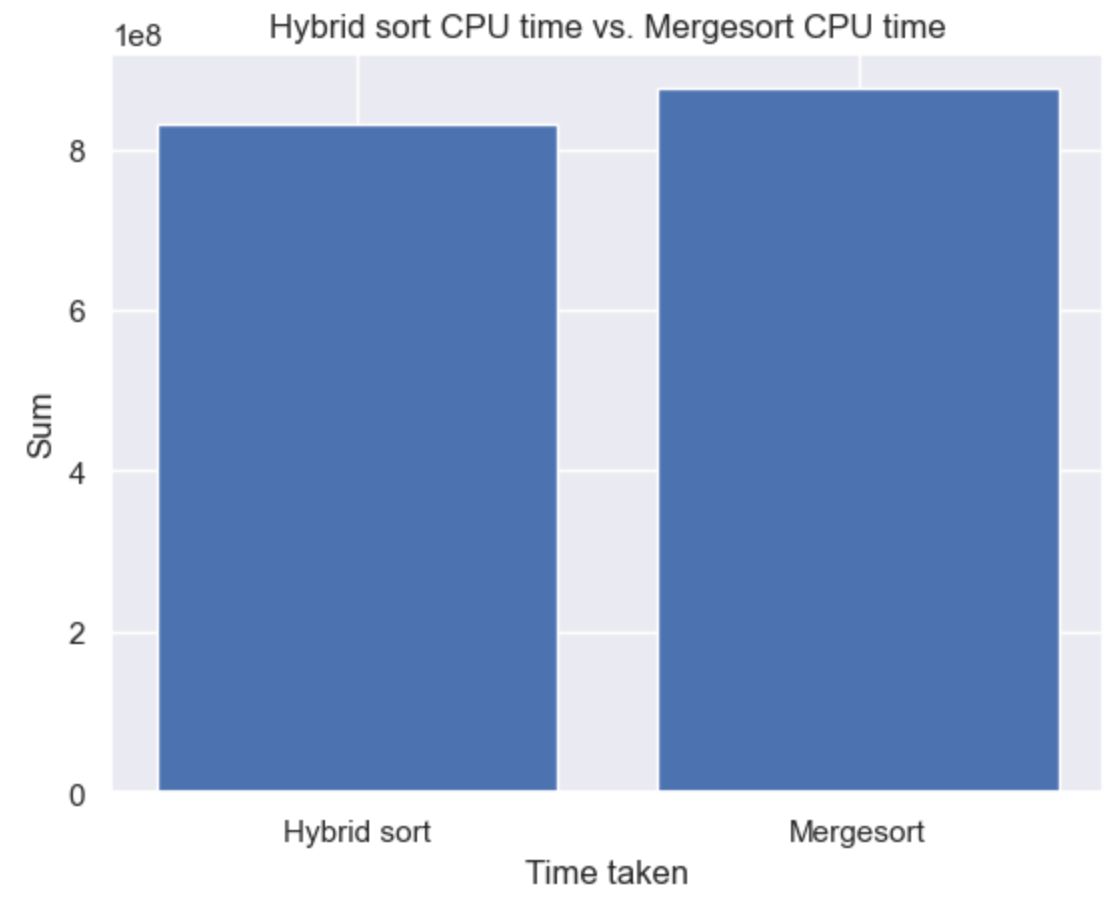 Hybrid sort CPU time vs. Mergesort CPU time
1e8
8
6
4
2
0
Sum
Hybrid sort
Mergesort
Time taken